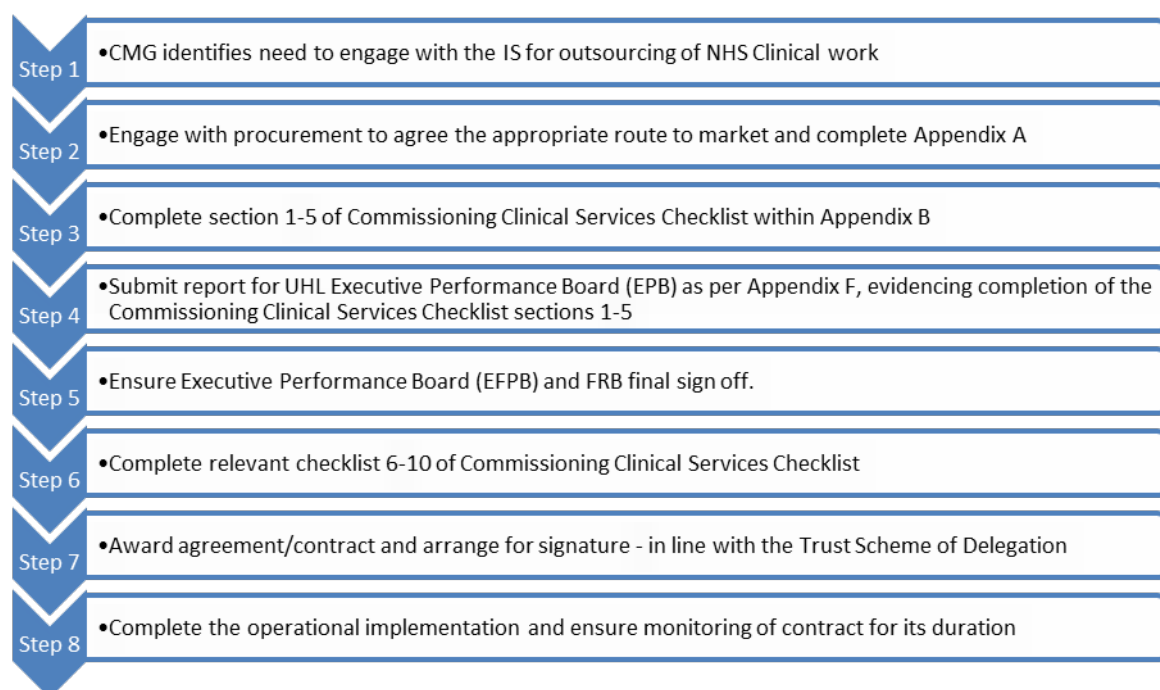 Step 1
•CMG identifies need to engage with the IS for outsourcing of NHS Clinical work
Step 2
•Engage with procurement to agree the appropriate route to market and complete Appendix A
Step 3
•Complete section 1-5 of Commissioning Clinical Services Checklist within Appendix B
Step 4
•Submit report for UHL Executive Performance Board (EPB) as per Appendix F, evidencing completion of the
Commissioning Clinical Services Checklist sections 1-5
Step 5
•Ensure Executive Performance Board (EFPB) and FRB final sign off.
Step 6
•Complete relevant checklist 6-10 of Commissioning Clinical Services Checklist
Step 7
•Award agreement/contract and arrange for signature - in line with the Trust Scheme of Delegation
Step 8
•Complete the operational implementation and ensure monitoring of contract for its duration